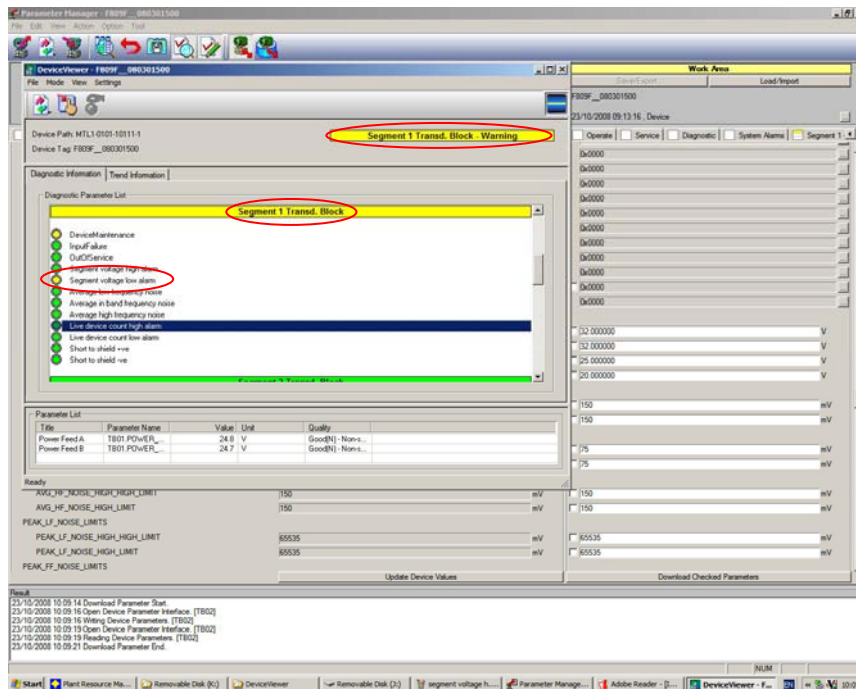 Parameter Manager - F809F__080301500
File Edit View Action Option Tool
DeviceViewer - F809F__080301500
File Mode View Settings
Device Path: MTL1-0101-10111-1
Device Tag: F809F__080301500
Segment 1 Transd. Block - Warning
Diagnostic Information Trend Information
Diagnostic Parameter List
Segment 1 Transd. Block
DeviceMaintenance
InputFailure
OutOfService
Segment voltage high alarm
Segment voltage low alarm
Average low frequency noise
Average in band frequency noise
Average high frequency noise
Live device count high alarm
Live device count low alarm
Short to shield +ve
Short to shield -ve
Segment 2 Transd. Block
Parameter List
Title Parameter Name Value Unit Quality
Power Feed A TB01.POWER_... 24.8 V Good(N) - Non-s...
Power Feed B TB01.POWER_... 24.7 V Good(N) - Non-s...
Ready
Work Area
Save/Export Load/Import
F809F__080301500
23/10/2008 09:13:16 , Device
Operate Service Diagnostic System Alarms Segment 1
0x0000
0x0000
0x0000
0x0000
0x0000
0x0000
0x0000
0x0000
0x0000
0x0000
0x0000
32.000000 V
32.000000 V
25.000000 V
20.000000 V
150 mV
150 mV
75 mV
75 mV
AVG_HF_NOISE_HIGH_HIGH_LIMIT 150 mV 150 mV
AVG_HF_NOISE_HIGH_LIMIT 150 mV 150 mV
PEAK_LF_NOISE_LIMITS
PEAK_LF_NOISE_HIGH_HIGH_LIMIT 65535 mV 65535 mV
PEAK_LF_NOISE_HIGH_LIMIT 65535 mV 65535 mV
PEAK_FF_NOISE_LIMITS
Update Device Values Download Checked Parameters
Result
23/10/2008 10:09:14 Download Parameter Start.
23/10/2008 10:09:16 Open Device Parameter Interface. [TB02]
23/10/2008 10:09:16 Writing Device Parameters. [TB02]
23/10/2008 10:09:19 Open Device Parameter Interface. [TB02]
23/10/2008 10:09:19 Reading Device Parameters. [TB02]
23/10/2008 10:09:21 Download Parameter End.
NUM
Start Plant Resource Ma... Removable Disk (K:) DeviceViewer Removable Disk (J:) segment voltage h.... Parameter Manage... Adobe Reader - [... DeviceViewer - F... EN